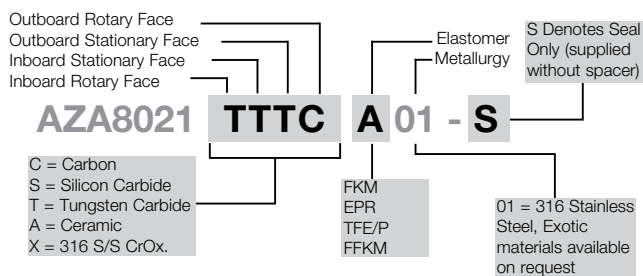 Outboard Rotary Face
Outboard Stationary Face
Inboard Stationary Face
Inboard Rotary Face
Elastomer
Metallurgy
S Denotes Seal
Only (supplied
without spacer)
AZA8021 TTTC A 01 - S
C = Carbon
S = Silicon Carbide
T = Tungsten Carbide
A = Ceramic
X = 316 S/S CrOx.
FKM
EPR
TFE/P
FFKM
01 = 316 Stainless
Steel, Exotic
materials available
on request